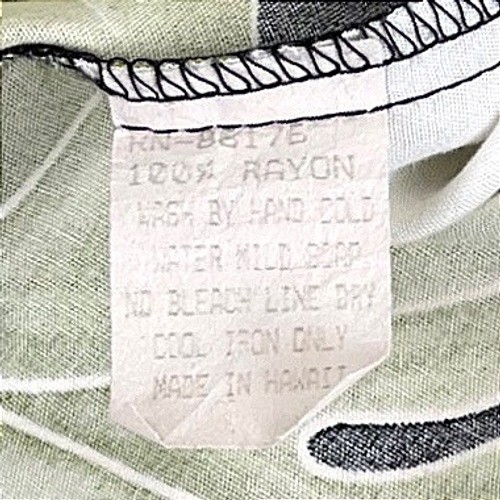 RN-88176
100% RAYON
WASH BY HAND COLD
WATER MILD SOAP
NO BLEACH LINE DRY
COOL IRON ONLY
MADE IN HAWAII